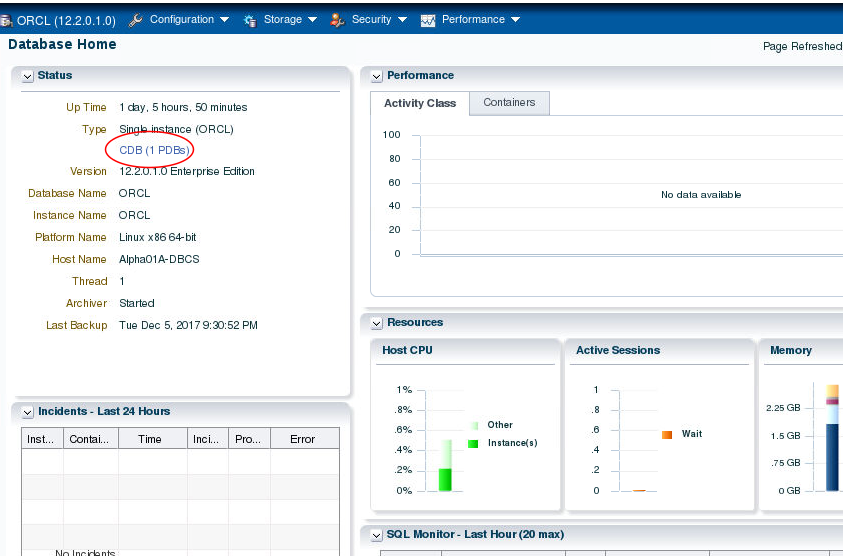 ORCL (12.2.0.1.0) Configuration Storage Security Performance
Database Home
Page Refreshed
Status
Up Time 1 day, 5 hours, 50 minutes
Type Single instance (ORCL)
CDB (1 PDBs)
Version 12.2.0.1.0 Enterprise Edition
Database Name ORCL
Instance Name ORCL
Platform Name Linux x86 64-bit
Host Name Alpha01A-DBCS
Thread 1
Archiver Started
Last Backup Tue Dec 5, 2017 9:30:52 PM
Incidents - Last 24 Hours
Inst... Contai... Time Inci... Pro... Error
No Incidents
Performance
Activity Class Containers
100
80
60
40
20
0
No data available
Resources
Host CPU
1%
.8%
.6%
.4%
.2%
0%
Other
Instance(s)
Active Sessions
1
.8
.6
.4
.2
0
Wait
Memory
2.25 GB
1.5 GB
.75 GB
0 GB
SQL Monitor - Last Hour (20 max)